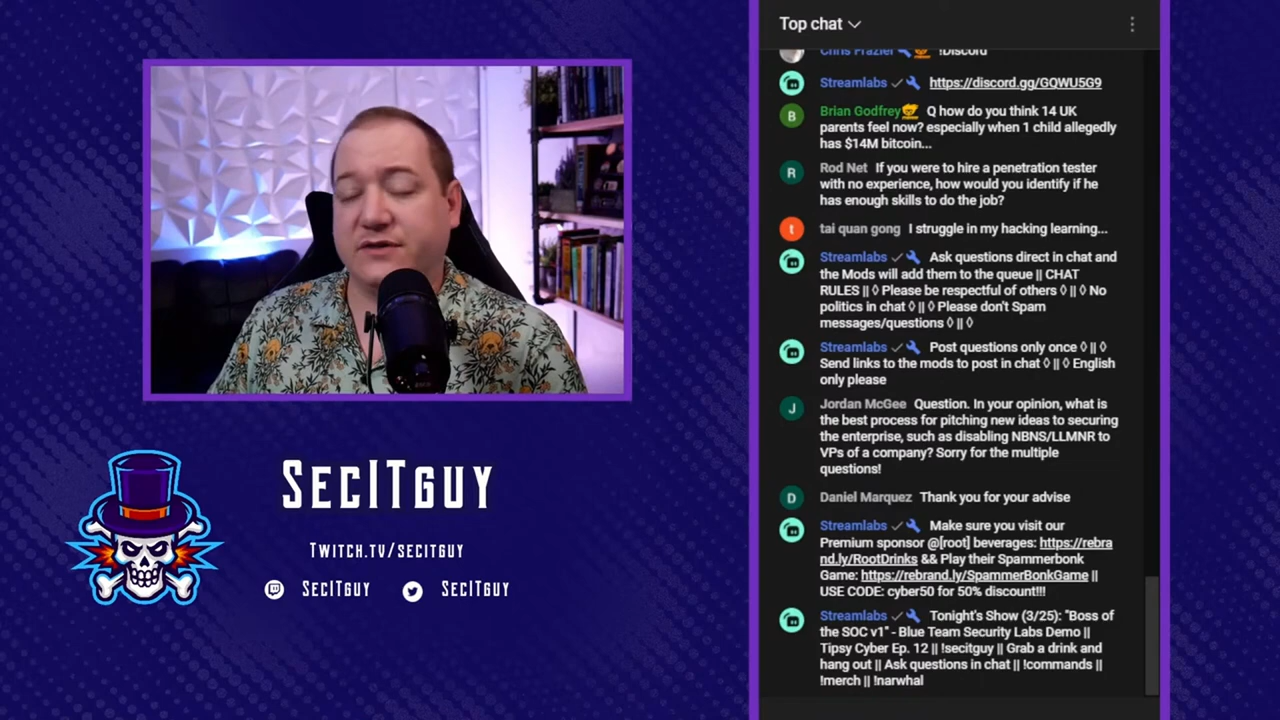 Top chat
Chris Frazier !Discord
Streamlabs https://discord.gg/GQWU5G9
Brian Godfrey Q how do you think 14 UK
parents feel now? especially when 1 child allegedly
has $14M bitcoin...
Rod Net If you were to hire a penetration tester
with no experience, how would you identify if he
has enough skills to do the job?
tai quan gong I struggle in my hacking learning...
Streamlabs Ask questions direct in chat and
the Mods will add them to the queue || CHAT
RULES || ◊ Please be respectful of others ◊ || ◊ No
politics in chat ◊ || ◊ Please don't Spam
messages/questions ◊ || ◊
Streamlabs Post questions only once ◊ || ◊
Send links to the mods to post in chat ◊ || ◊ English
only please
Jordan McGee Question. In your opinion, what is
the best process for pitching new ideas to securing
the enterprise, such as disabling NBNS/LLMNR to
VPs of a company? Sorry for the multiple
questions!
Daniel Marquez Thank you for your advise
Streamlabs Make sure you visit our
Premium sponsor @[root] beverages: https://rebra
nd.ly/RootDrinks && Play their Spammerbonk
Game: https://rebrand.ly/SpammerBonkGame ||
USE CODE: cyber50 for 50% discount!!!
Streamlabs Tonight's Show (3/25): "Boss of
the SOC v1" - Blue Team Security Labs Demo ||
Tipsy Cyber Ep. 12 || !secitguy || Grab a drink and
hang out || Ask questions in chat || !commands ||
!merch || !narwhal
SecITguy
Twitch.tv/secitguy
SecITguy SecITguy
B
R
t
J
D